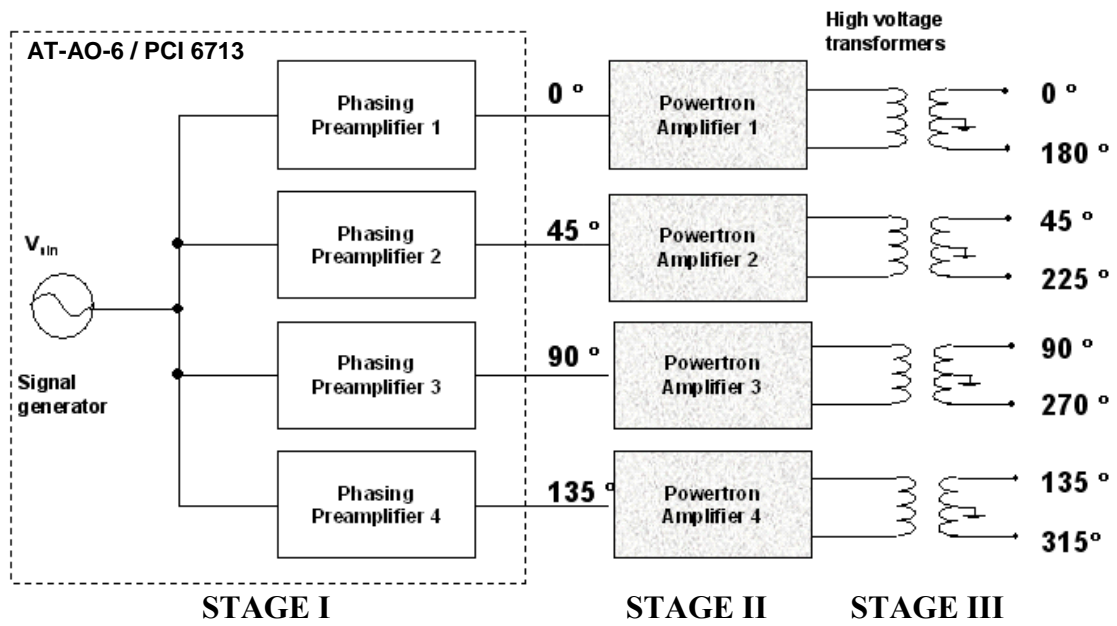 High voltage
transformers
AT-AO-6 / PCI 6713
Phasing
Preamplifier 1
0 º
Powertron
Amplifier 1
0 º
180 º
Phasing
Preamplifier 2
45 º
Powertron
Amplifier 2
45 º
225 º
Signal
generator
Phasing
Preamplifier 3
90 º
Powertron
Amplifier 3
90 º
270 º
Phasing
Preamplifier 4
135 º
Powertron
Amplifier 4
135 º
315º
STAGE I
STAGE II
STAGE III